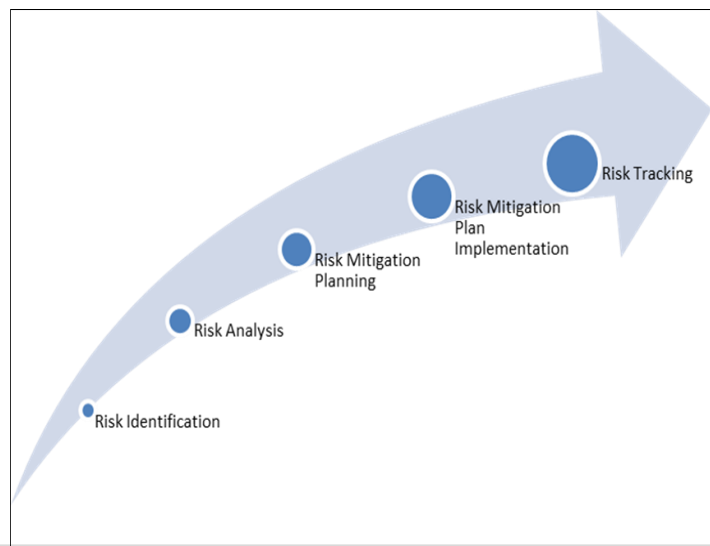 Risk Tracking
Risk Mitigation
Plan
Implementation
Risk Mitigation
Planning
Risk Analysis
Risk Identification